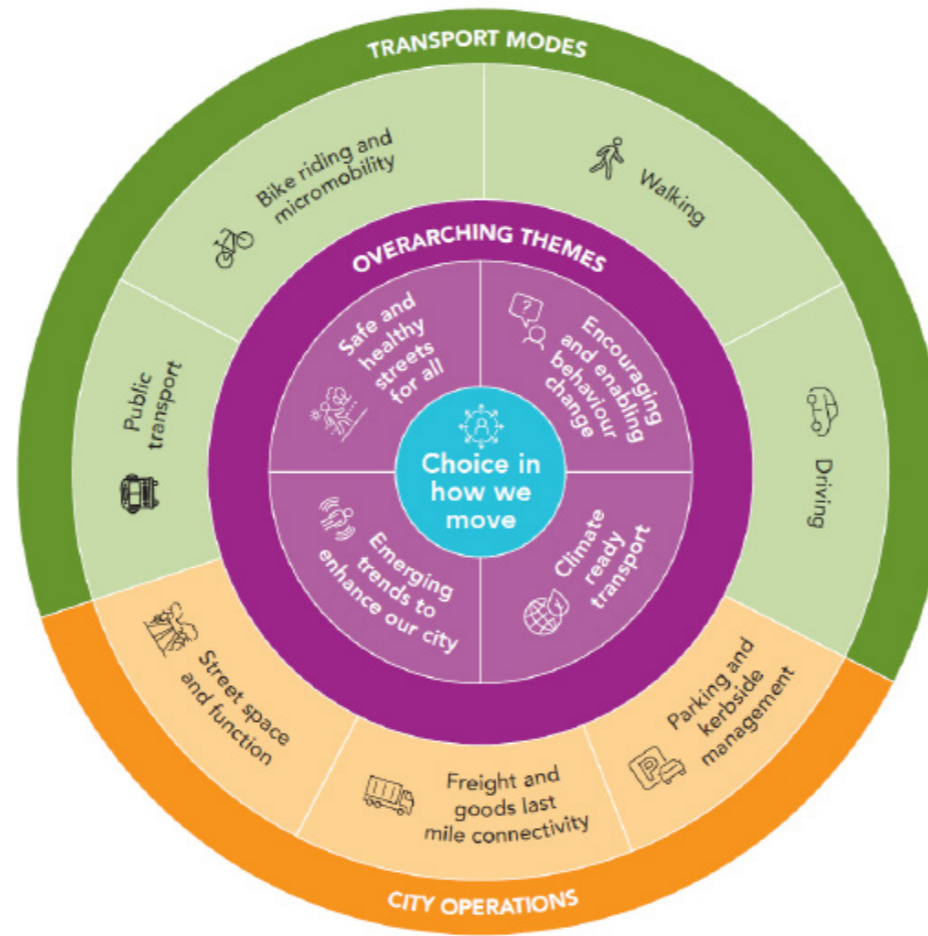 TRANSPORT MODES
Bike riding and
micromobility
Walking
Public
transport
Driving
OVERARCHING THEMES
Safe and
healthy
streets
for all
?
Encouraging
and enabling
behaviour
change
Choice in
how we
move
Emerging
trends to
enhance our city
Climate
ready
transport
Street space
and function
Freight and
goods last
mile connectivity
P
Parking and
kerbside
management
CITY OPERATIONS